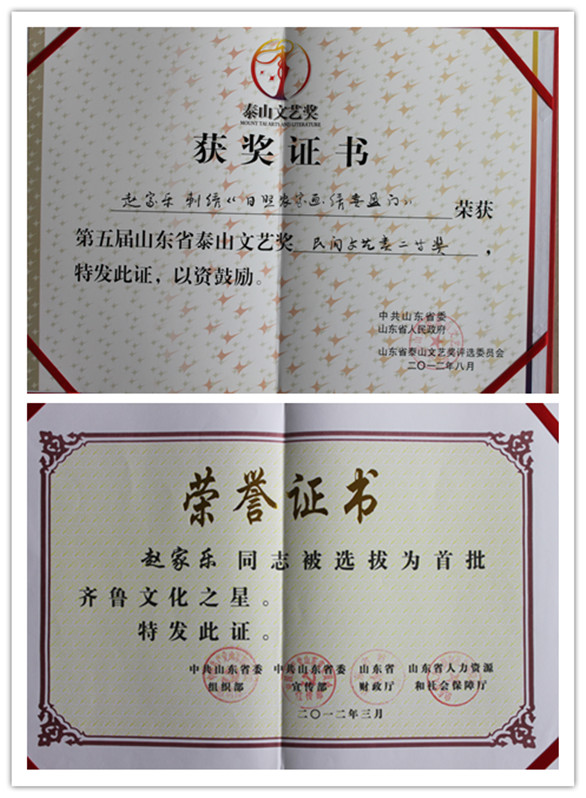 泰山文艺奖
MOUNT TAI ARTS AND LITERATURE
获奖证书
赵家乐 刺绣《日照农民画·绣枣盈门》荣获
第五届山东省泰山文艺奖 民间文艺类二等奖，
特发此证，以资鼓励。
中共山东省委
山东省人民政府
山东省泰山文艺奖评选委员会
二〇一二年八月
荣誉证书
赵家乐 同志被选拔为首批
齐鲁文化之星。
特发此证。
中共山东省委 中共山东省委 山东省 山东省人力资源
组织部 宣传部 财政厅 和社会保障厅
二〇一二年三月